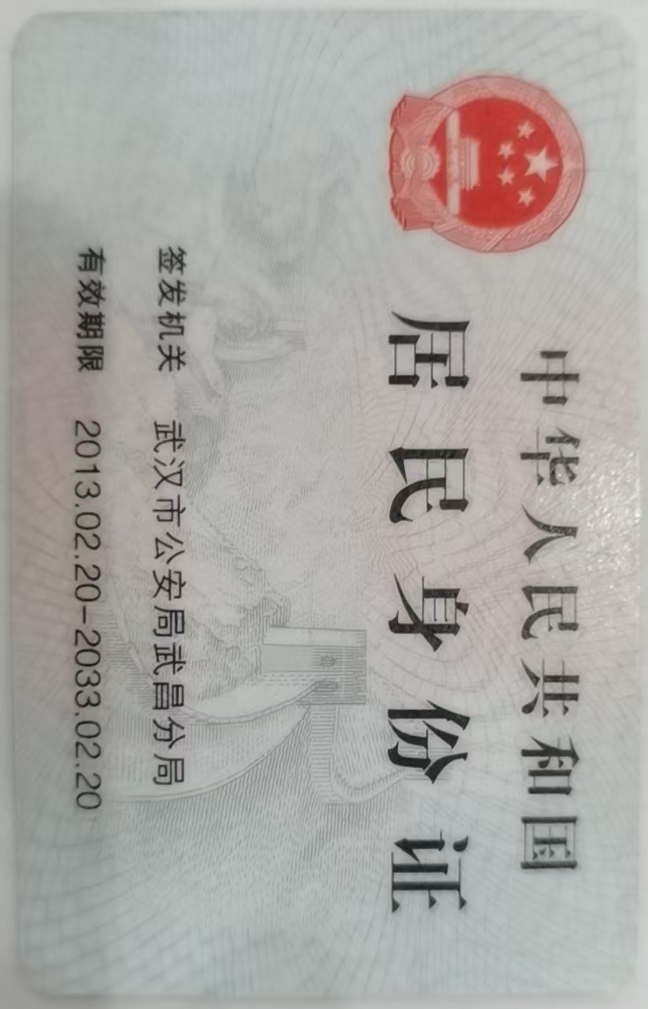 中华人民共和国
居民身份证
签发机关 武汉市公安局武昌分局
有效期限 2013.02.20-2033.02.20